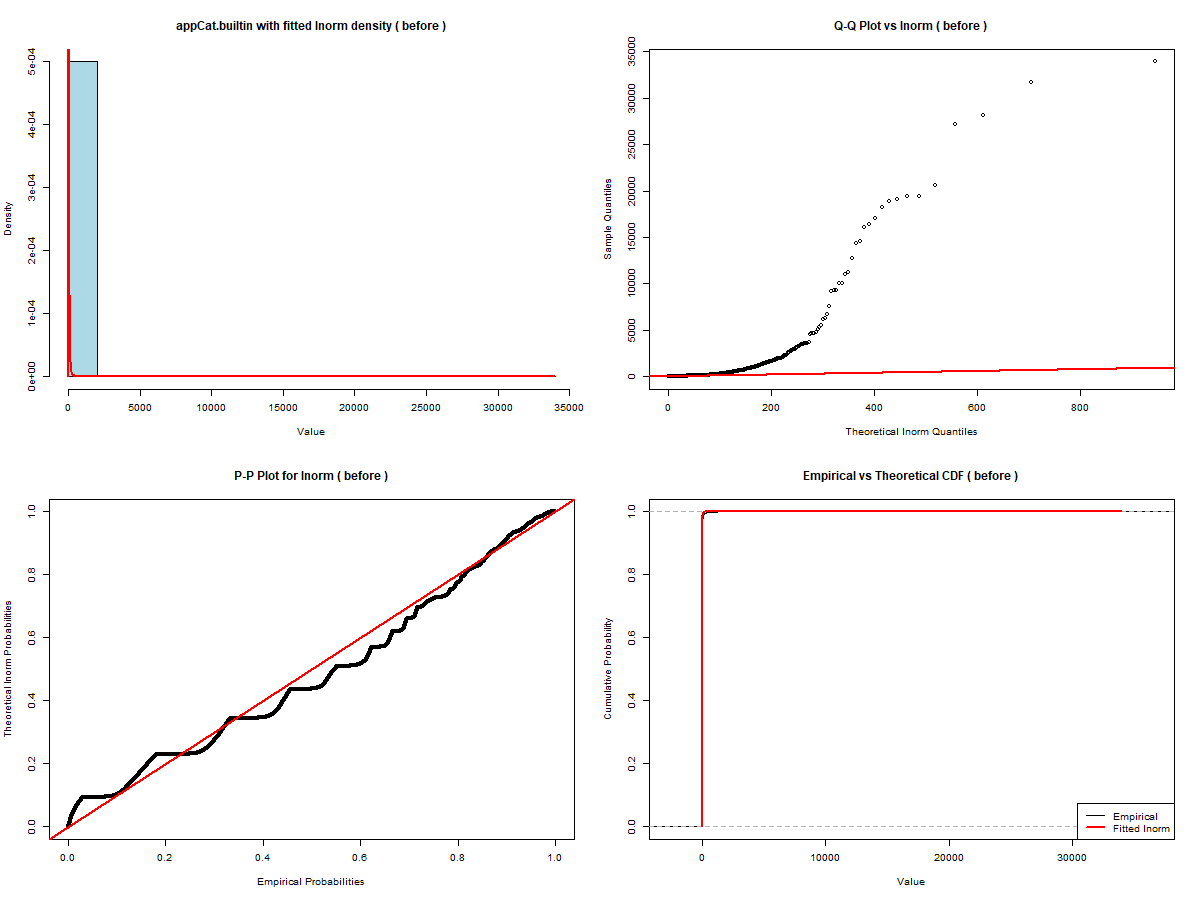 appCat.builtin with fitted lnorm density ( before )
Density
0e+00 1e-04 2e-04 3e-04 4e-04 5e-04
0 5000 10000 15000 20000 25000 30000 35000
Value
Q-Q Plot vs lnorm ( before )
Sample Quantiles
0 5000 10000 15000 20000 25000 30000 35000
0 200 400 600 800
Theoretical lnorm Quantiles
P-P Plot for lnorm ( before )
Theoretical lnorm Probabilities
0.0 0.2 0.4 0.6 0.8 1.0
0.0 0.2 0.4 0.6 0.8 1.0
Empirical Probabilities
Empirical vs Theoretical CDF ( before )
Cumulative Probability
0.0 0.2 0.4 0.6 0.8 1.0
Empirical
Fitted lnorm
0 10000 20000 30000
Value